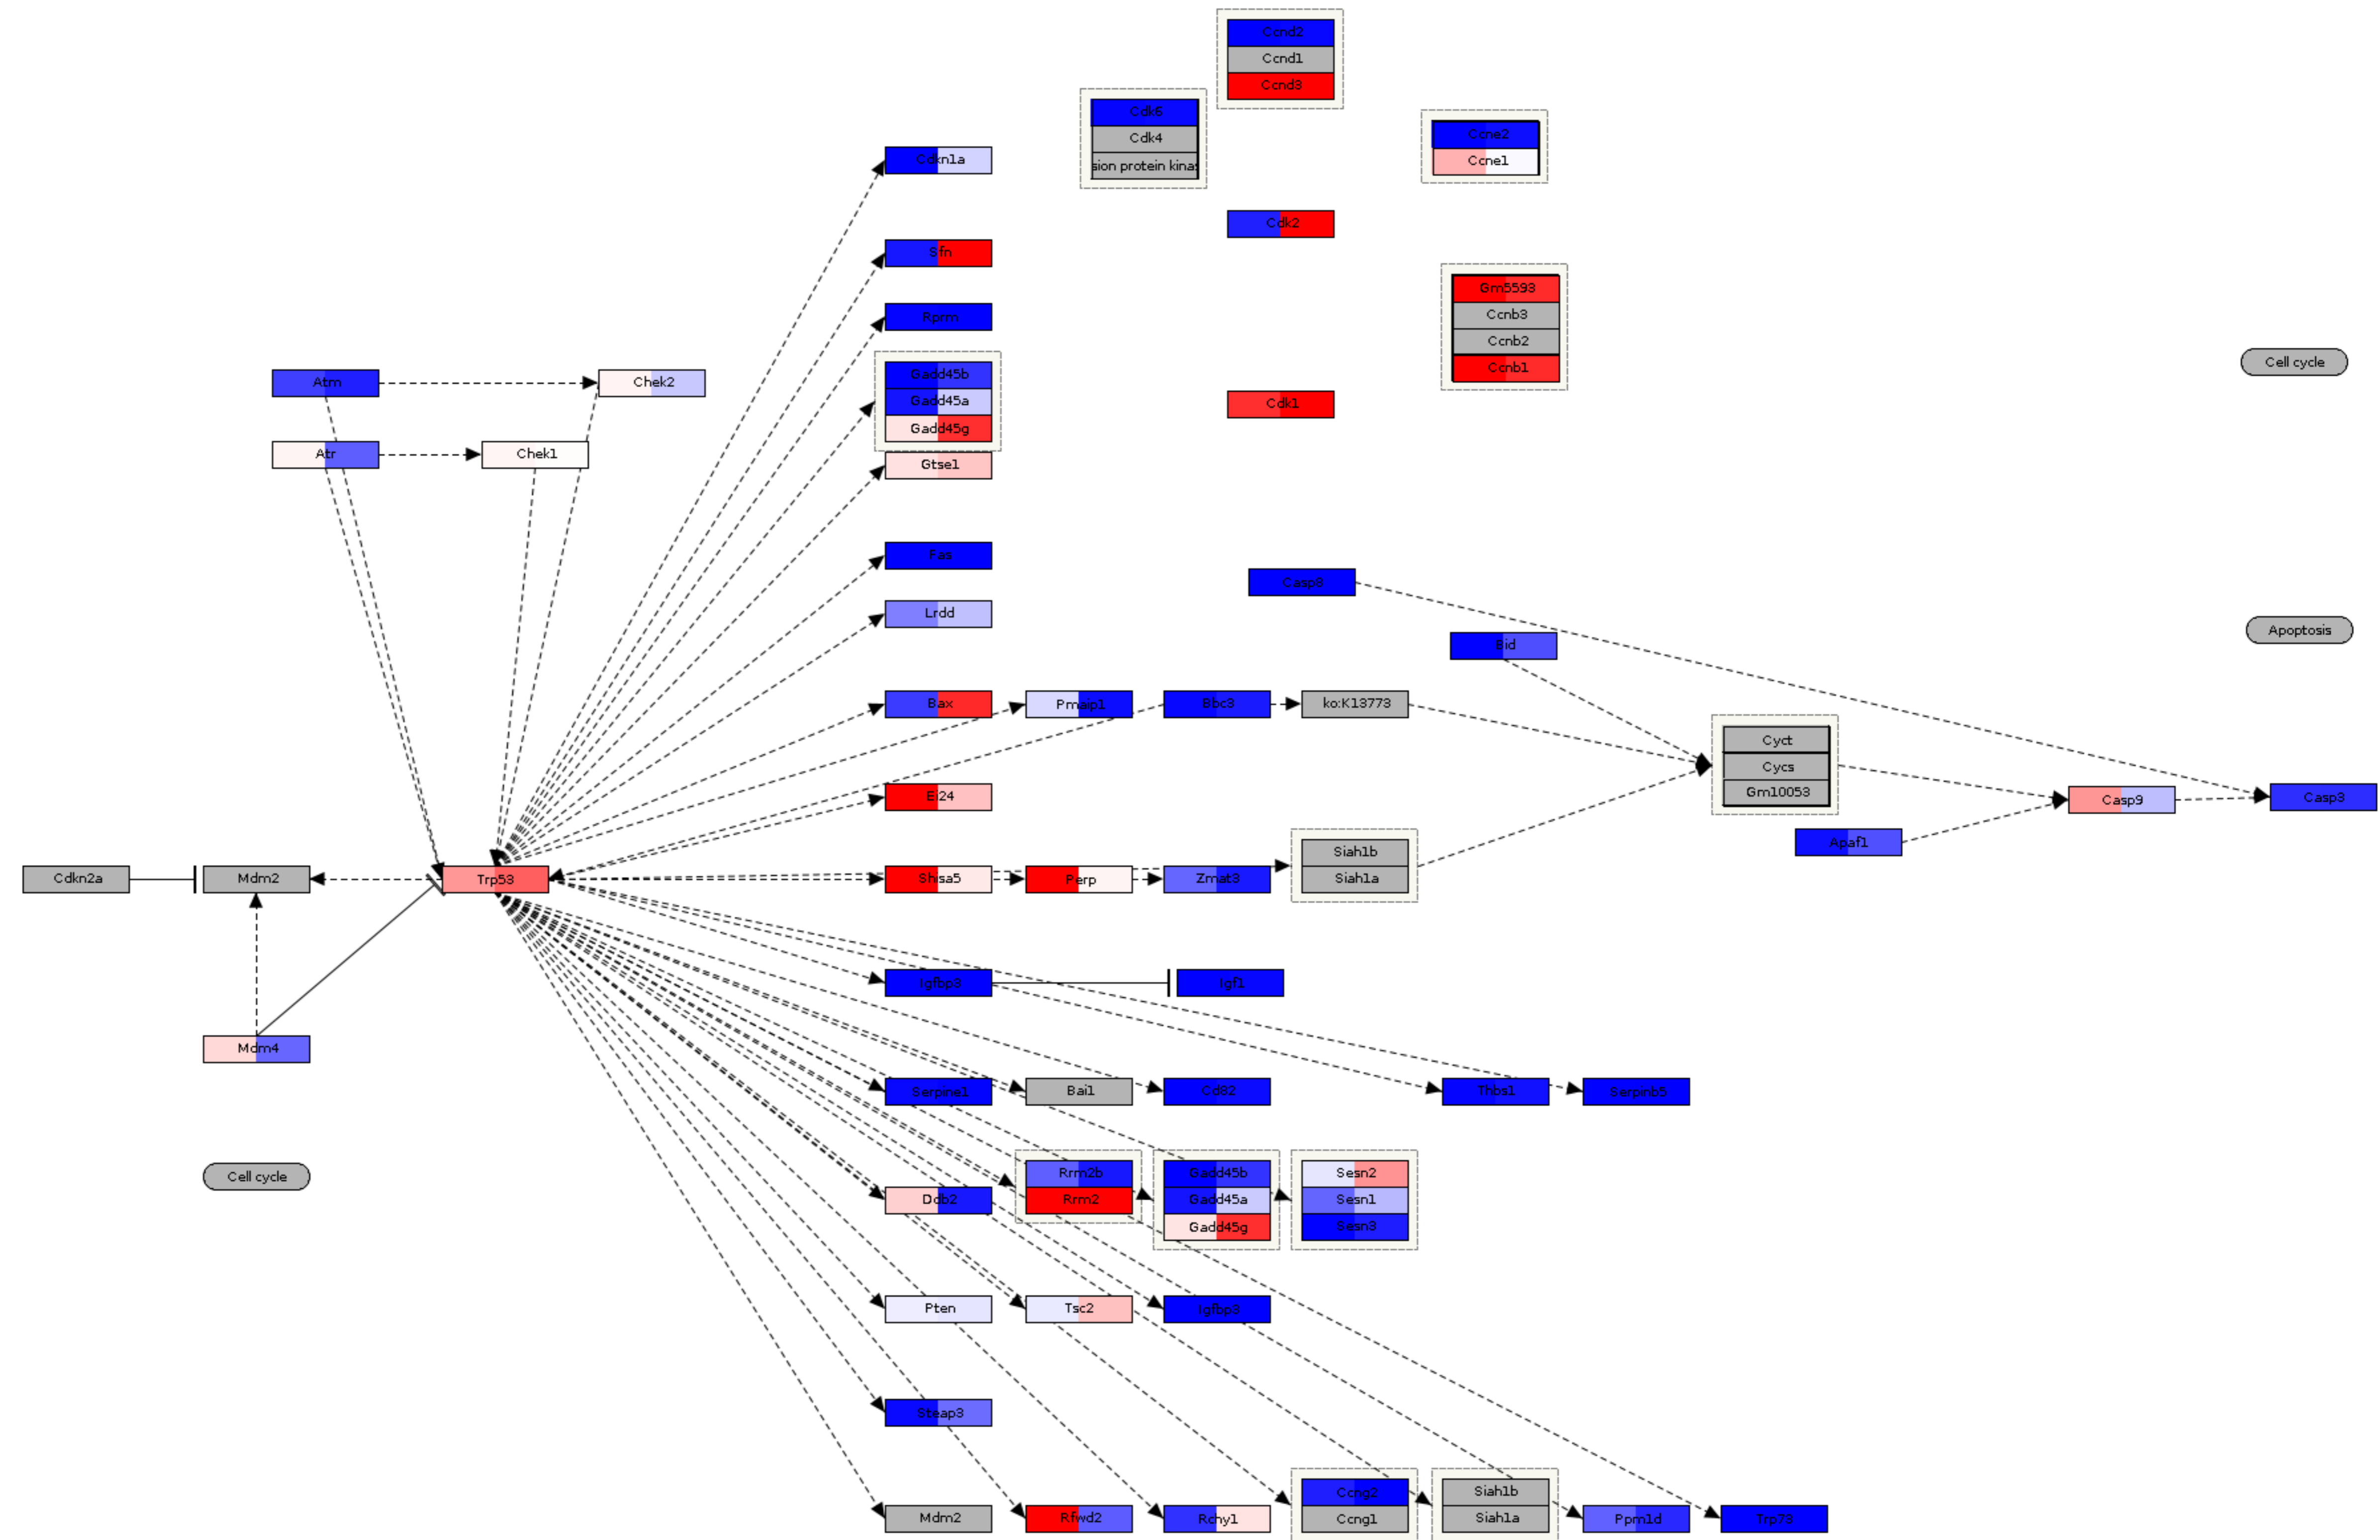 Ccnd2
Ccnd1
Ccnd3
Cdk6
Cdk4
sion protein kinas
Ccne2
Ccne1
Cdkn1a
Cdk2
Sfn
Gm5593
Ccnb3
Ccnb2
Ccnb1
Rprm
Cell cycle
Atm
Chek2
Gadd45b
Gadd45a
Gadd45g
Cdk1
Atr
Chek1
Gtse1
Fas
Casp8
Lrdd
Apoptosis
Bid
Bax
Pmaip1
Bbc3
ko:K13773
Cyct
Cycs
Gm10053
Ei24
Casp9
Casp3
Apaf1
Siah1b
Siah1a
Cdkn2a
Mdm2
Trp53
Shisa5
Perp
Zmat3
Igfbp3
Igf1
Mdm4
Serpine1
Bai1
Cd82
Thbs1
Serpinb5
Cell cycle
Ddb2
Rrm2b
Rrm2
Gadd45b
Gadd45a
Gadd45g
Sesn2
Sesn1
Sesn3
Pten
Tsc2
Igfbp3
Steap3
Mdm2
Rfwd2
Rchy1
Ccng2
Ccng1
Siah1b
Siah1a
Ppm1d
Trp73